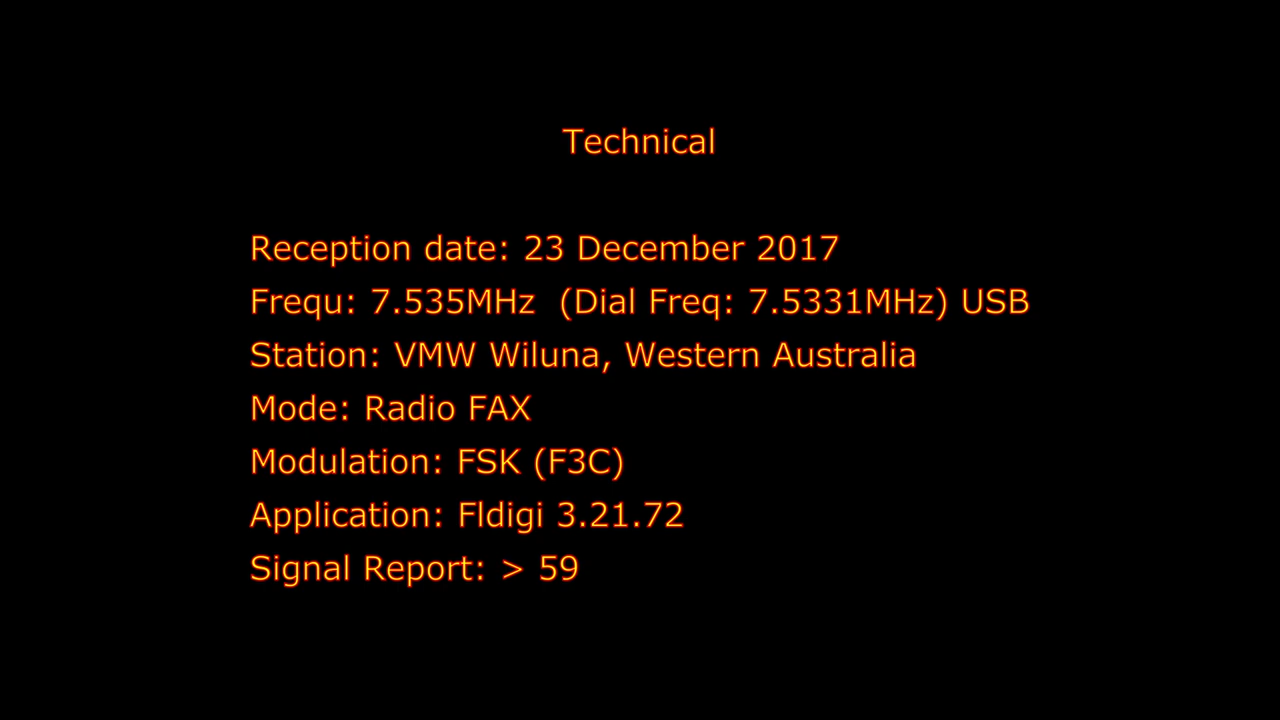 Technical
Reception date: 23 December 2017
Frequ: 7.535MHz  (Dial Freq: 7.5331MHz) USB
Station: VMW Wiluna, Western Australia
Mode: Radio FAX
Modulation: FSK (F3C)
Application: Fldigi 3.21.72
Signal Report: > 59